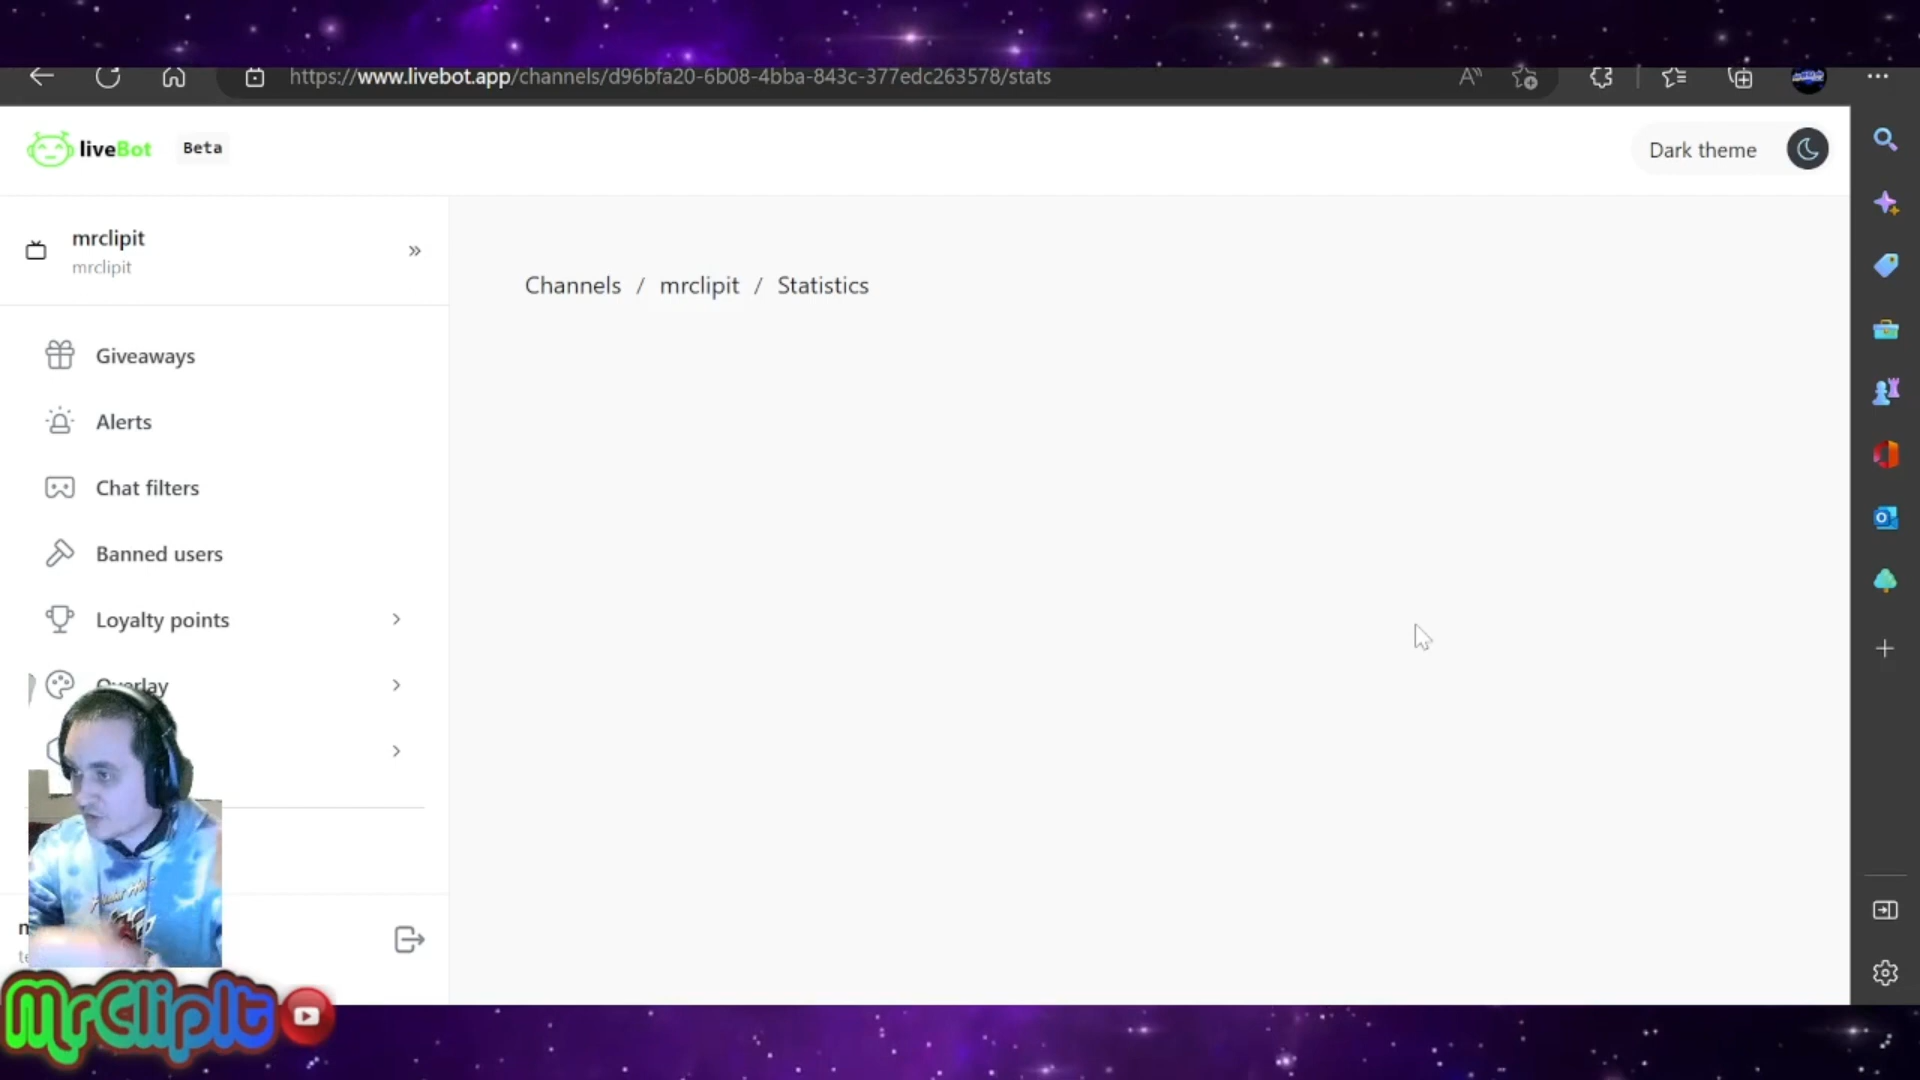 https://www.livebot.app/channels/d96bfa20-6b08-4bba-843c-377edc263578/stats
liveBot Beta
Dark theme
mrclipit
mrclipit
Channels / mrclipit / Statistics
Giveaways
Alerts
Chat filters
Banned users
Loyalty points
Overlay
MrClipIt